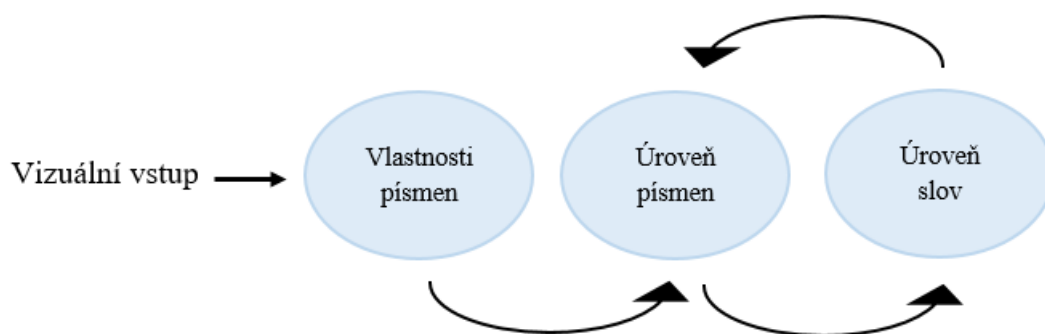 Vizuální vstup
Vlastnosti
písmen
Úroveň
písmen
Úroveň
slov